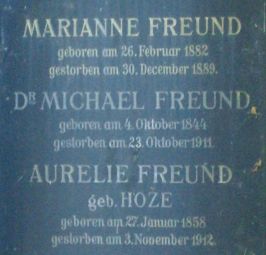 MARIANNE FREUND
geboren am 26. Februar 1882
gestorben am 30. December 1889.
DR MICHAEL FREUND
geboren am 4. Oktober 1844
gestorben am 23. Oktober 1911.
AURELIE FREUND
geb. HOŽE
geboren am 27. Januar 1858
gestorben am 3. November 1912.